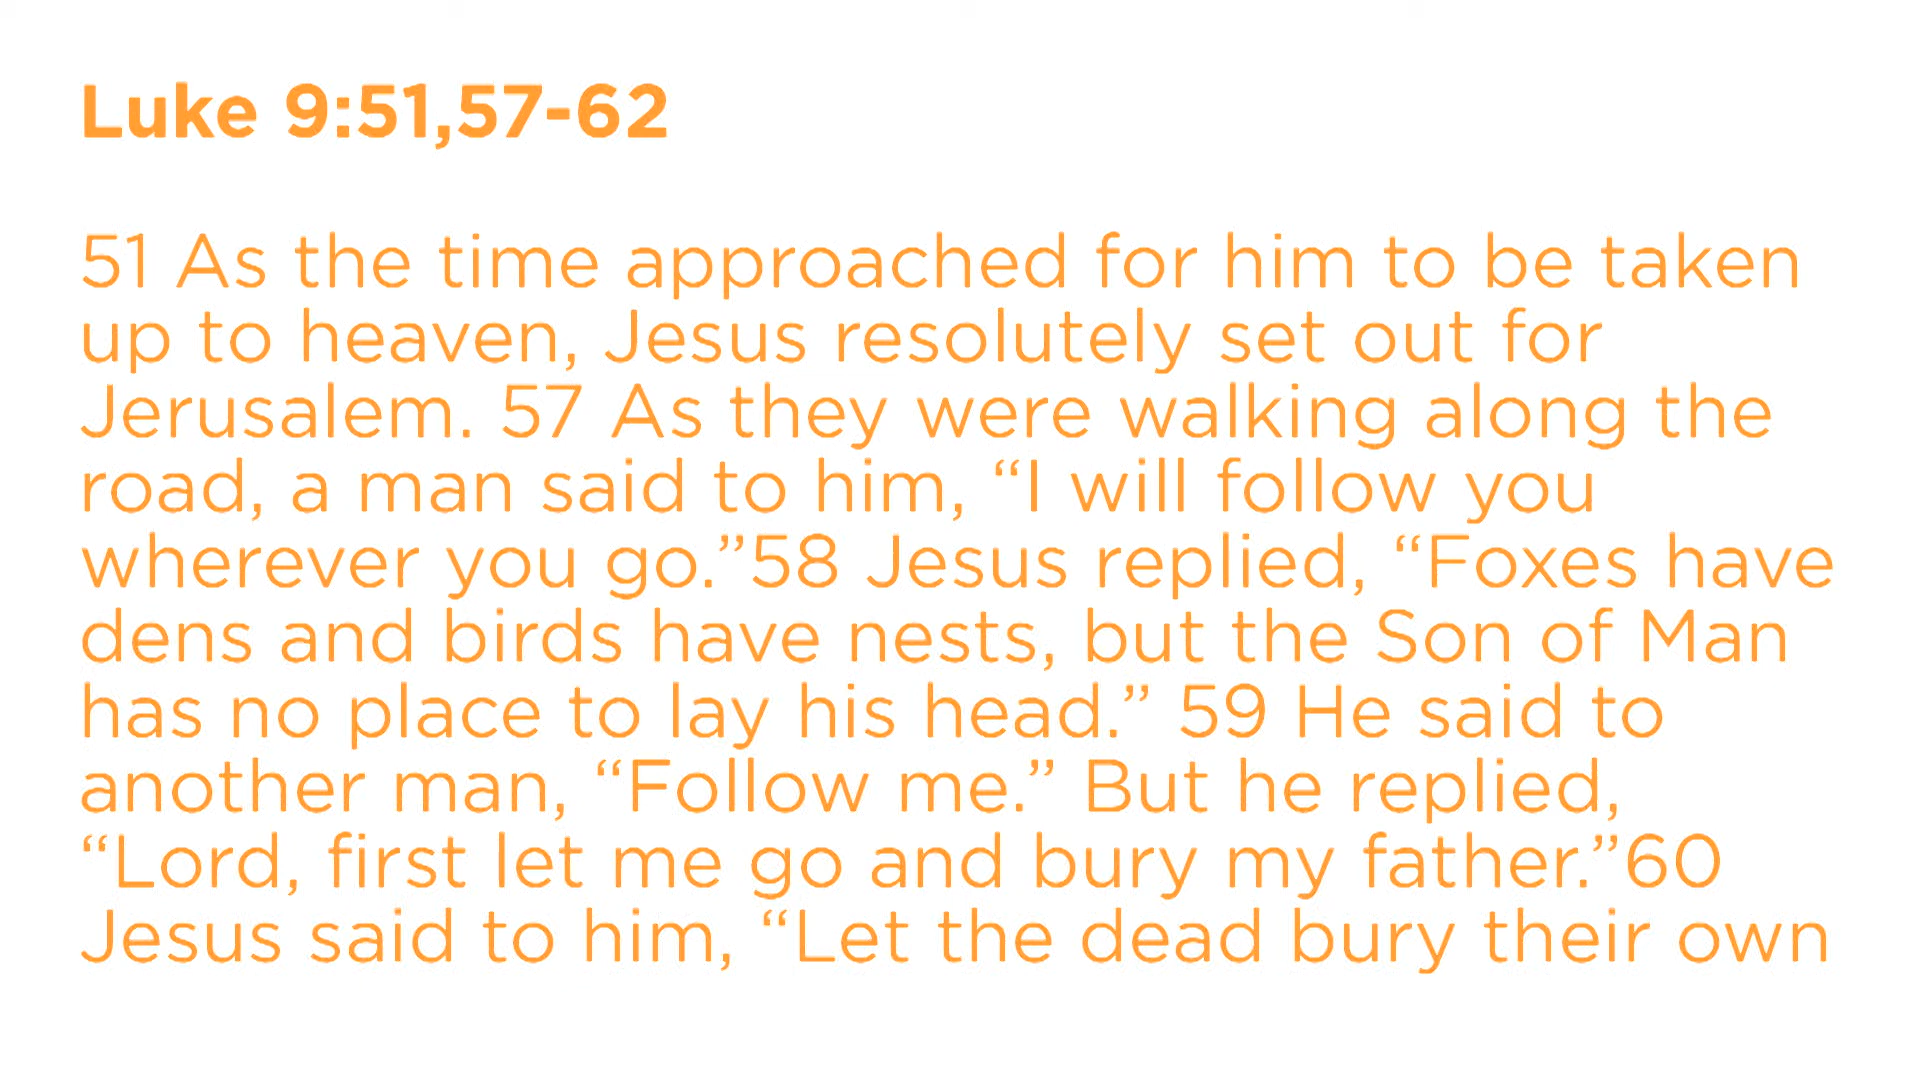 Luke 9:51,57-62
51 As the time approached for him to be taken
up to heaven, Jesus resolutely set out for
Jerusalem. 57 As they were walking along the
road, a man said to him, “I will follow you
wherever you go.”58 Jesus replied, “Foxes have
dens and birds have nests, but the Son of Man
has no place to lay his head.” 59 He said to
another man, “Follow me.” But he replied,
“Lord, first let me go and bury my father.”60
Jesus said to him, “Let the dead bury their own